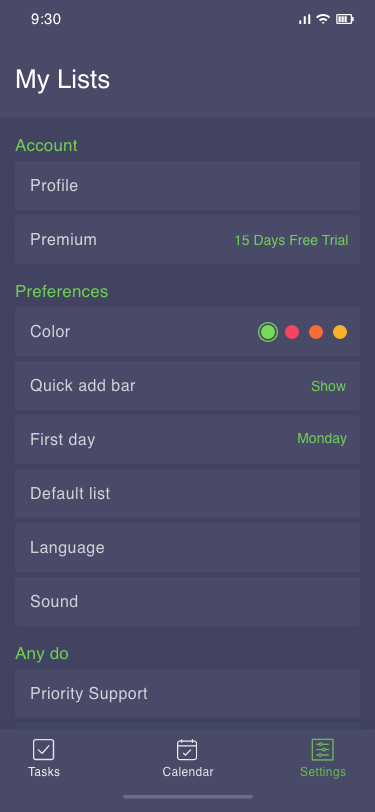 9:30
My Lists
Account
Profile
Premium 15 Days Free Trial
Preferences
Color
Quick add bar Show
First day Monday
Default list
Language
Sound
Any do
Priority Support
Tasks Calendar Settings